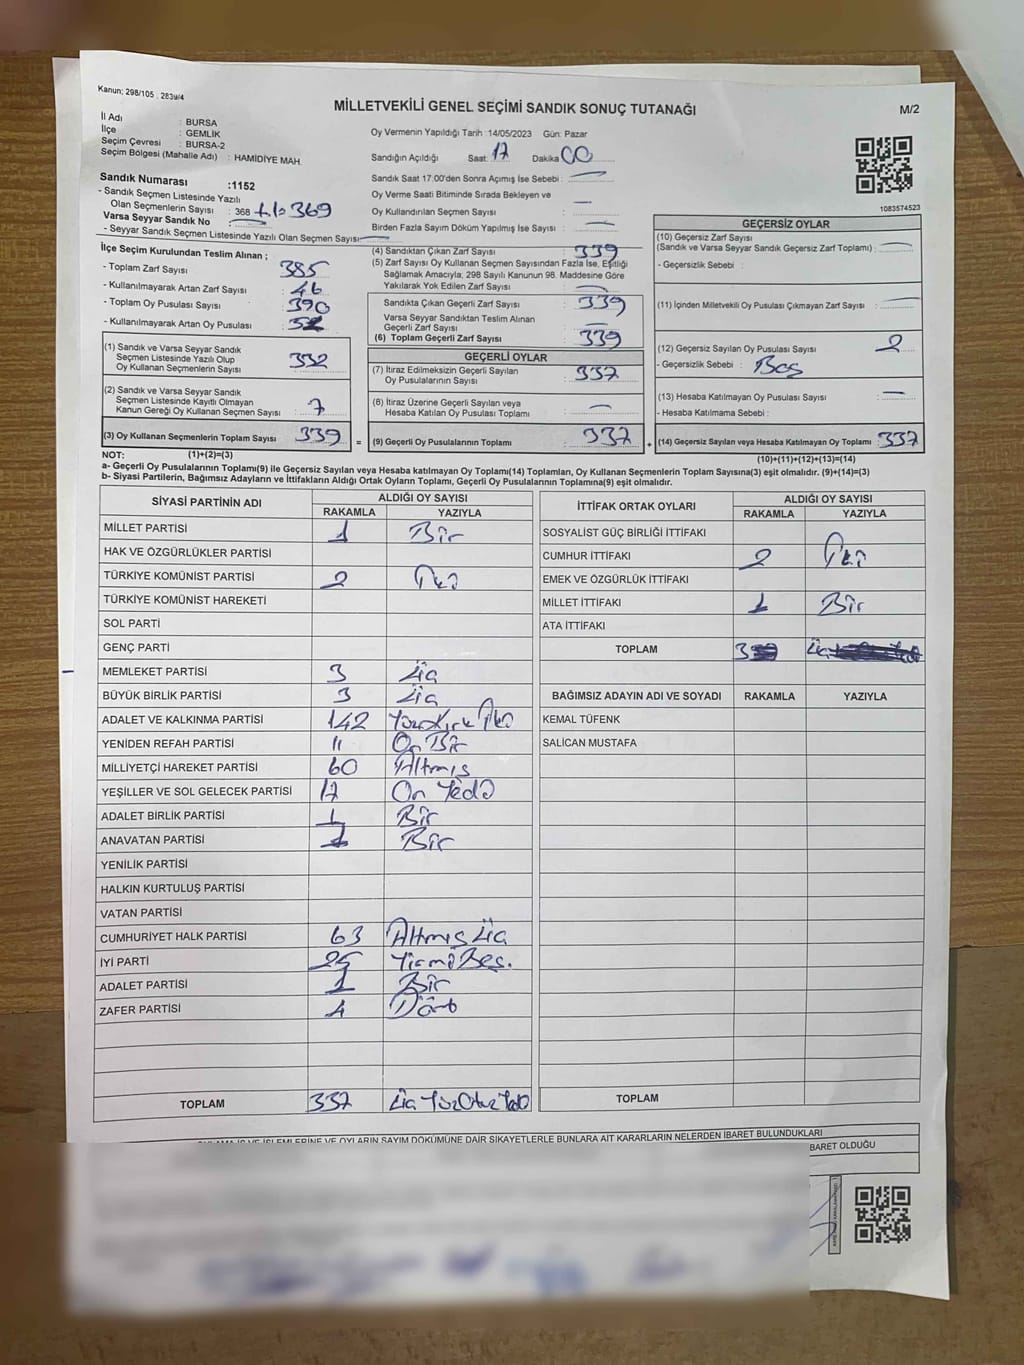 Kanun; 298/105 . 283u/4
MİLLETVEKİLİ GENEL SEÇİMİ SANDIK SONUÇ TUTANAĞI
M/2
İl Adı : BURSA
İlçe : GEMLİK
Seçim Çevresi : BURSA-2
Seçim Bölgesi (Mahalle Adı) : HAMİDİYE MAH.
Sandık Numarası :1152
- Sandık Seçmen Listesinde Yazılı
Olan Seçmenlerin Sayısı : 368 + 1 = 369
Varsa Seyyar Sandık No : —
- Seyyar Sandık Seçmen Listesinde Yazılı Olan Seçmen Sayısı: —
İlçe Seçim Kurulundan Teslim Alınan ;
- Toplam Zarf Sayısı : 385
- Kullanılmayarak Artan Zarf Sayısı : 46
- Toplam Oy Pusulası Sayısı : 390
- Kullanılmayarak Artan Oy Pusulası :
(1) Sandık ve Varsa Seyyar Sandık
Seçmen Listesinde Yazılı Olup
Oy Kullanan Seçmenlerin Sayısı : 332
(2) Sandık ve Varsa Seyyar Sandık
Seçmen Listesinde Kayıtlı Olmayan
Kanun Gereği Oy Kullanan Seçmen Sayısı : 7
(3) Oy Kullanan Seçmenlerin Toplam Sayısı : 339
Oy Vermenin Yapıldığı Tarih :14/05/2023 Gün: Pazar
Sandığın Açıldığı Saat: 17 Dakika 00
Sandık Saat 17:00'den Sonra Açımış İse Sebebi : —
Oy Verme Saati Bitiminde Sırada Bekleyen ve
Oy Kullandırılan Seçmen Sayısı : —
Birden Fazla Sayım Döküm Yapılmış İse Sayısı : —
(4) Sandıktan Çıkan Zarf Sayısı : 339
(5) Zarf Sayısı Oy Kullanan Seçmen Sayısından Fazla İse, Eşitliği
Sağlamak Amacıyla, 298 Sayılı Kanunun 98. Maddesine Göre
Yakılarak Yok Edilen Zarf Sayısı : —
Sandıkta Çıkan Geçerli Zarf Sayısı : 339
Varsa Seyyar Sandıktan Teslim Alınan
Geçerli Zarf Sayısı : —
(6) Toplam Geçerli Zarf Sayısı : 339
GEÇERLİ OYLAR
(7) İtiraz Edilmeksizin Geçerli Sayılan
Oy Pusulalarının Sayısı : 337
(8) İtiraz Üzerine Geçerli Sayılan veya
Hesaba Katılan Oy Pusulası Toplamı : —
= (9) Geçerli Oy Pusulalarının Toplamı : 337
1083574523
GEÇERSİZ OYLAR
(10) Geçersiz Zarf Sayısı
(Sandık ve Varsa Seyyar Sandık Geçersiz Zarf Toplamı) : —
- Geçersizlik Sebebi :
(11) İçinden Milletvekili Oy Pusulası Çıkmayan Zarf Sayısı : —
(12) Geçersiz Sayılan Oy Pusulası Sayısı : 2
- Geçersizlik Sebebi : Boş
(13) Hesaba Katılmayan Oy Pusulası Sayısı : —
- Hesaba Katılmama Sebebi :
+ (14) Geçersiz Sayılan veya Hesaba Katılmayan Oy Toplamı : 337
NOT: (1)+(2)=(3) (10)+(11)+(12)+(13)=(14)
a- Geçerli Oy Pusulalarının Toplamı(9) ile Geçersiz Sayılan veya Hesaba katılmayan Oy Toplamı(14) Toplamları, Oy Kullanan Seçmenlerin Toplam Sayısına(3) eşit olmalıdır. (9)+(14)=(3)
b- Siyasi Partilerin, Bağımsız Adayların ve İttifakların Aldığı Ortak Oyların Toplamı, Geçerli Oy Pusulalarının Toplamına(9) eşit olmalıdır.
SİYASİ PARTİNİN ADI ALDIĞI OY SAYISI
RAKAMLA YAZIYLA
MİLLET PARTİSİ 1 Bir
HAK VE ÖZGÜRLÜKLER PARTİSİ
TÜRKİYE KOMÜNİST PARTİSİ 2 İki
TÜRKİYE KOMÜNİST HAREKETİ
SOL PARTİ
GENÇ PARTİ
MEMLEKET PARTİSİ 3 Üç
BÜYÜK BİRLİK PARTİSİ 3 Üç
ADALET VE KALKINMA PARTİSİ 142 Yüz Kırk İki
YENİDEN REFAH PARTİSİ 11 On Bir
MİLLİYETÇİ HAREKET PARTİSİ 60 Altmış
YEŞİLLER VE SOL GELECEK PARTİSİ 17 On Yedi
ADALET BİRLİK PARTİSİ 1 Bir
ANAVATAN PARTİSİ 1 Bir
YENİLİK PARTİSİ
HALKIN KURTULUŞ PARTİSİ
VATAN PARTİSİ
CUMHURİYET HALK PARTİSİ 63 Altmış Üç
İYİ PARTİ 25 Yirmi Beş.
ADALET PARTİSİ 1 Bir
ZAFER PARTİSİ 4 Dört
TOPLAM 337 Üç Yüz Otuz Yedi
İTTİFAK ORTAK OYLARI ALDIĞI OY SAYISI
RAKAMLA YAZIYLA
SOSYALİST GÜÇ BİRLİĞİ İTTİFAKI
CUMHUR İTTİFAKI 2 İki
EMEK VE ÖZGÜRLÜK İTTİFAKI
MİLLET İTTİFAKI 1 Bir
ATA İTTİFAKI
TOPLAM 3 Üç
BAĞIMSIZ ADAYIN ADI VE SOYADI RAKAMLA YAZIYLA
KEMAL TÜFENK
SALİCAN MUSTAFA
TOPLAM
İŞLEMLERİNE VE OYLARIN SAYIM DÖKÜMÜNE DAİR ŞİKAYETLERLE BUNLARA AİT KARARLARIN NELERDEN İBARET BULUNDUKLARI
İBARET OLDUĞU